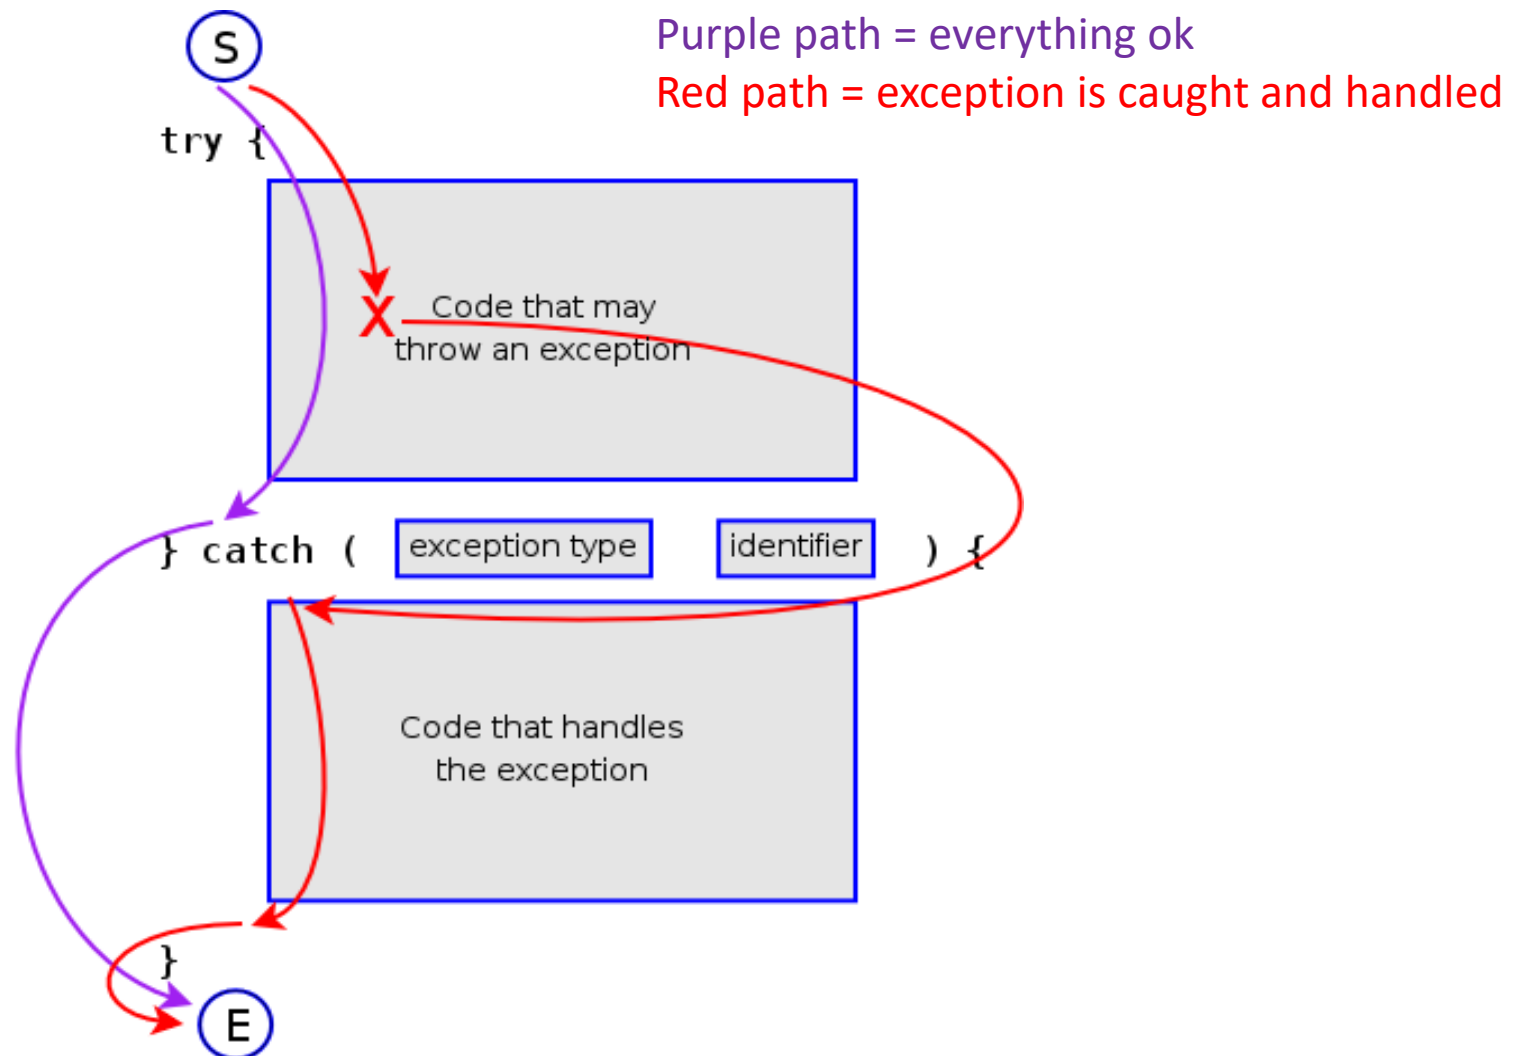 S
Purple path = everything ok
Red path = exception is caught and handled
try {
X
Code that may
throw an exception
} catch ( exception type identifier ) {
Code that handles
the exception
}
E